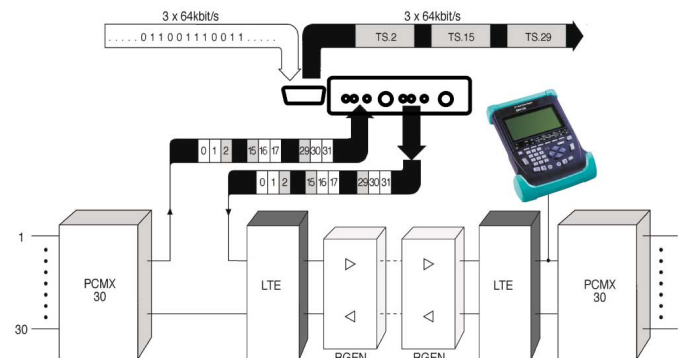 3 x 64kbit/s
3 x 64kbit/s
. . . . . 011001110011 . . . . .
TS.2
TS.15
TS.29
0 1 2 15 16 17 29 30 31
0 1 2 15 16 17 29 30 31
1
30
PCMX
30
LTE
RGEN
RGEN
LTE
PCMX
30